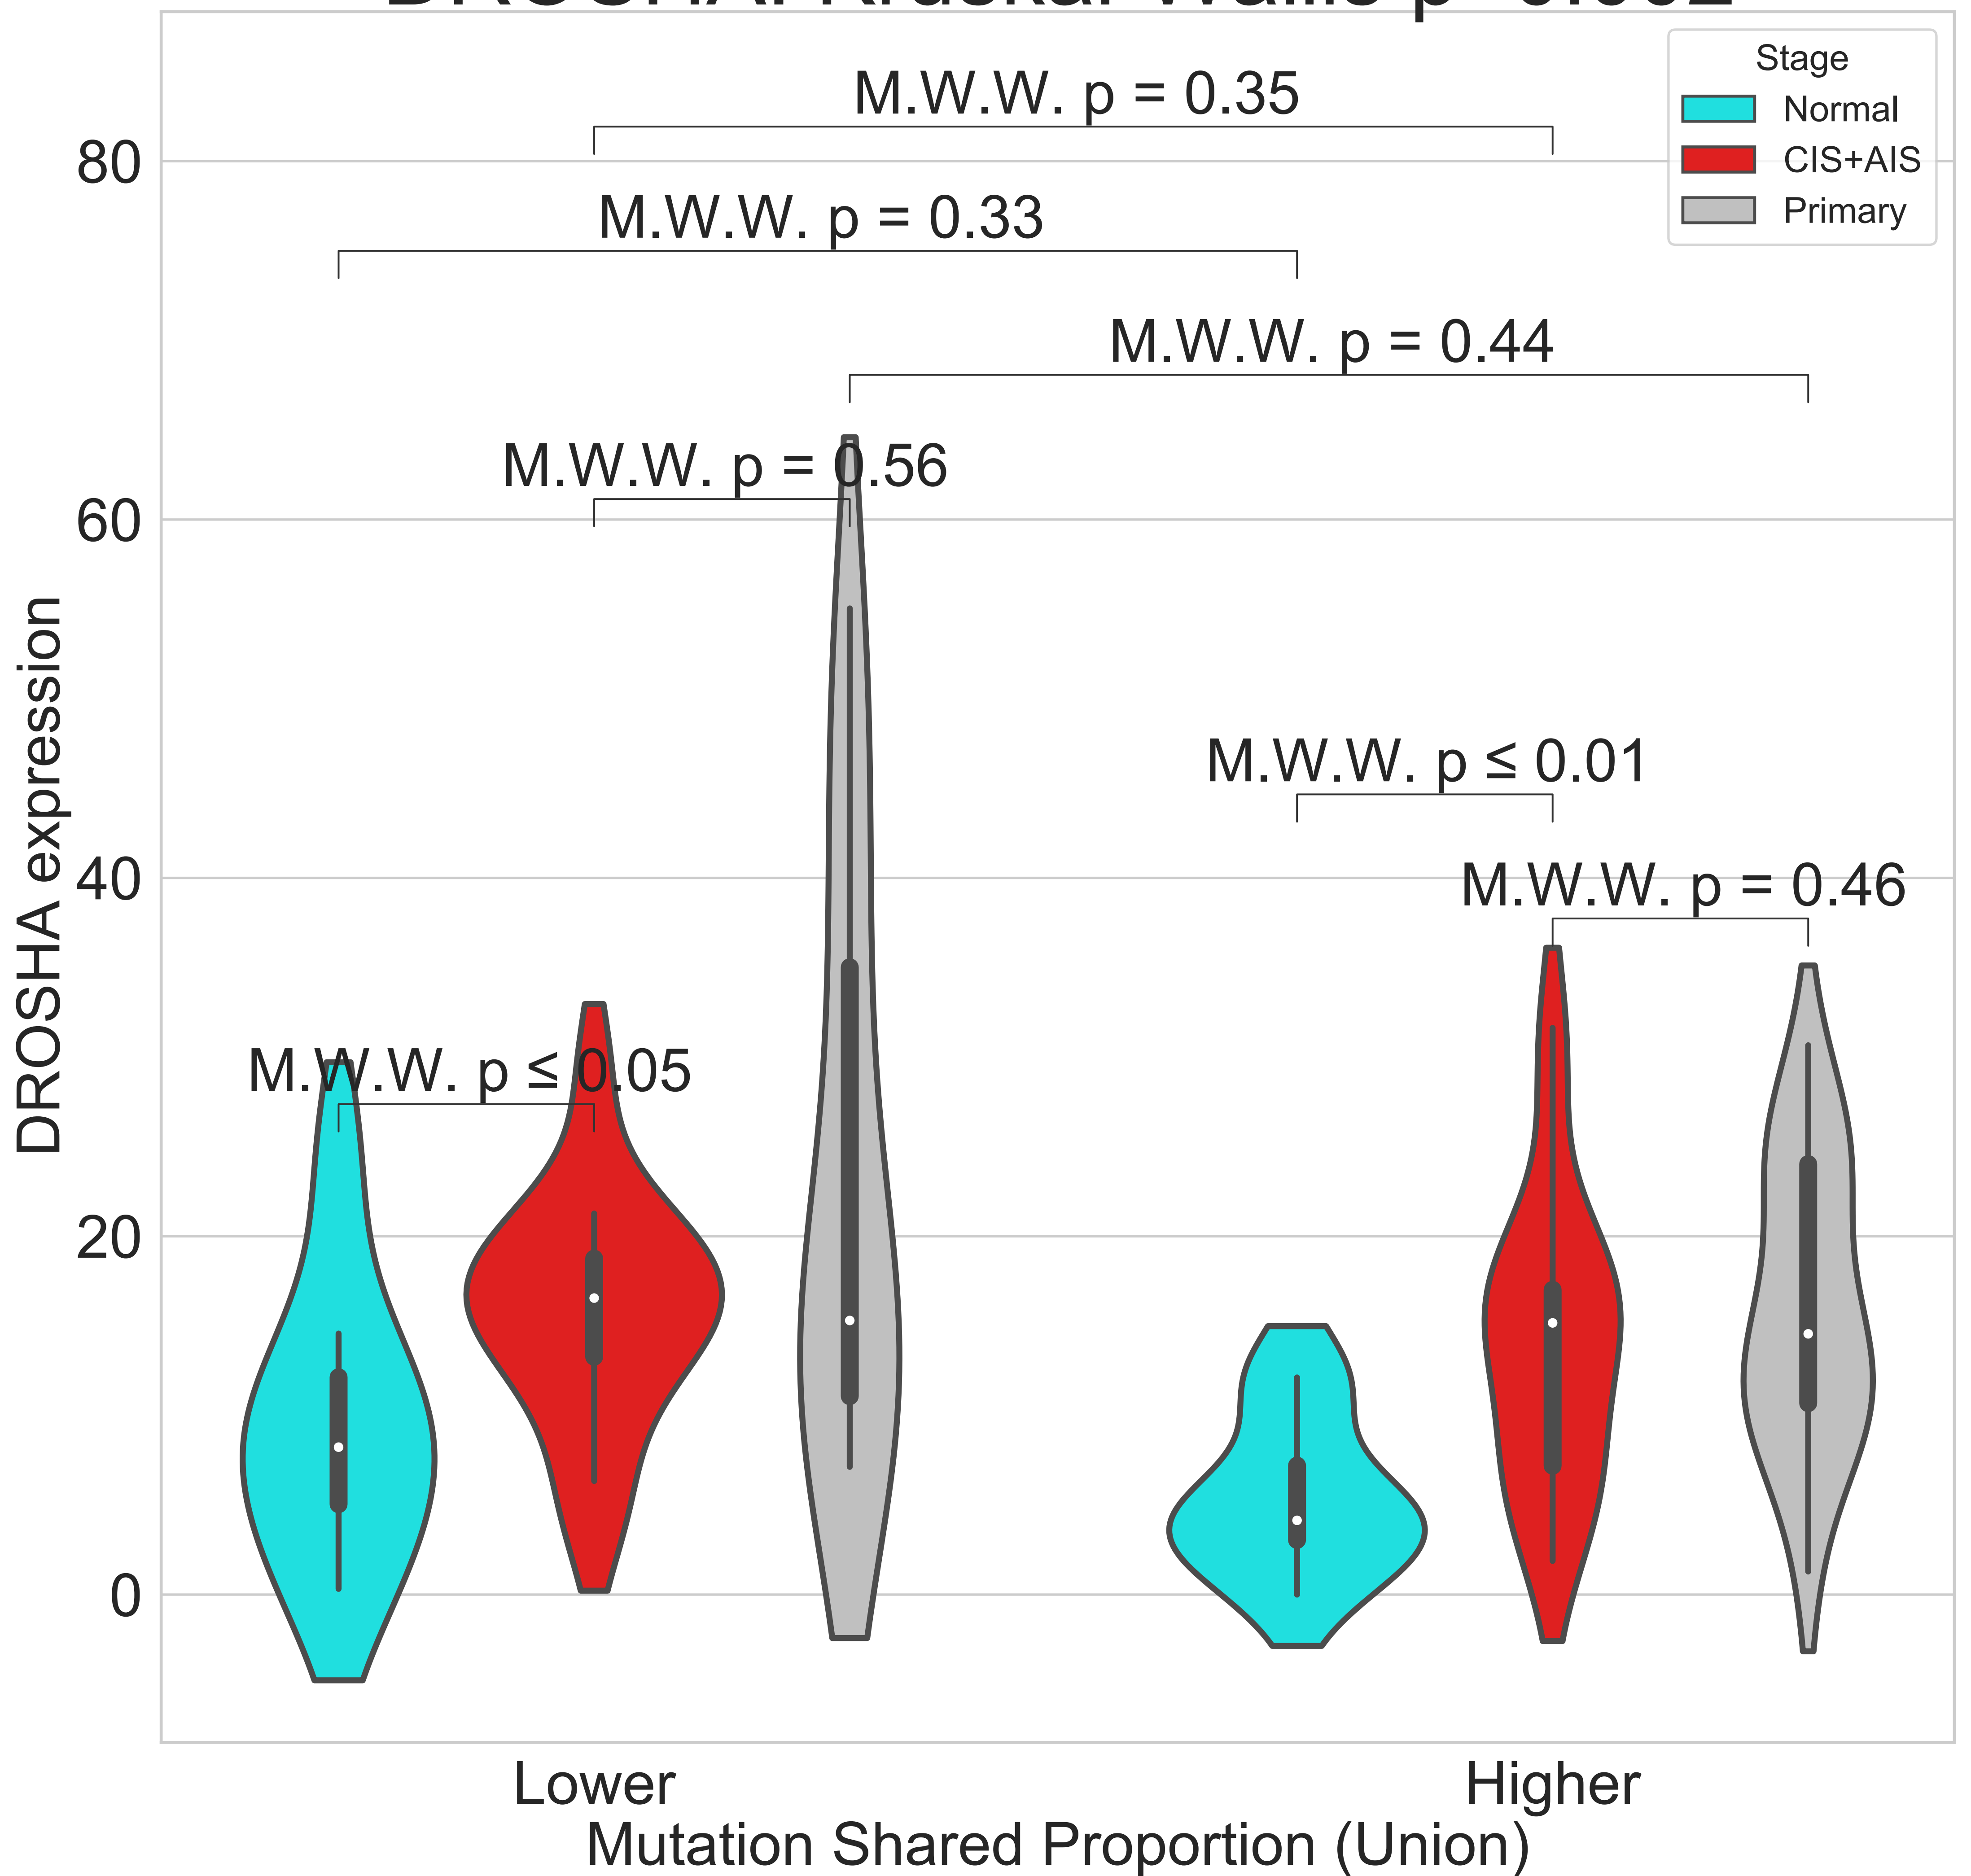 M.W.W. p = 0.35
M.W.W. p = 0.33
M.W.W. p = 0.44
M.W.W. p = 0.56
M.W.W. p ≤ 0.01
M.W.W. p = 0.46
M.W.W. p ≤ 0.05
Stage
Normal
CIS+AIS
Primary
DROSHA expression
80
60
40
20
0
Lower
Higher
Mutation Shared Proportion (Union)